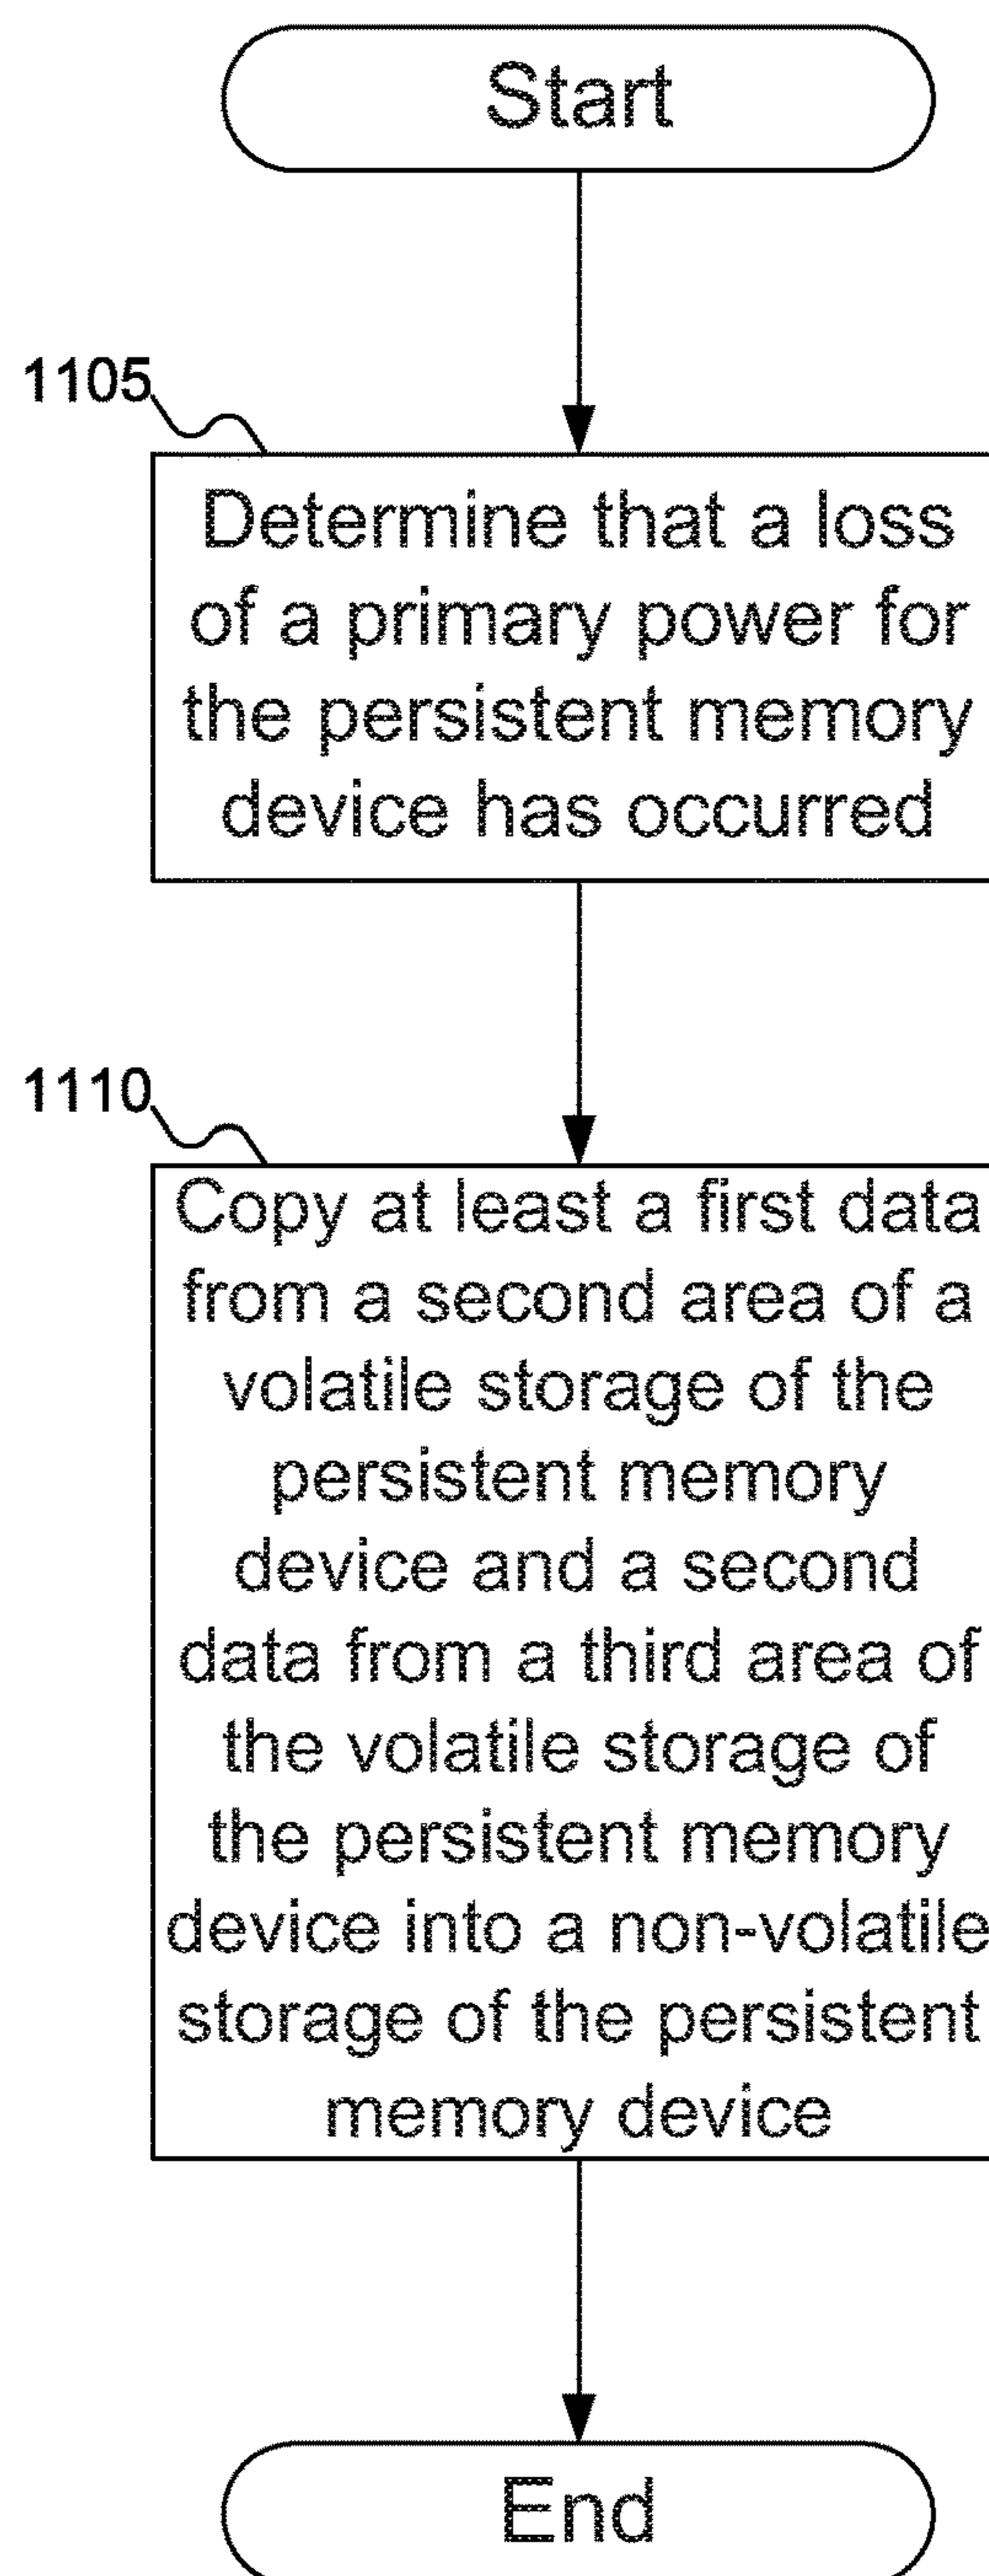 Start
1105
Determine that a loss
of a primary power for
the persistent memory
device has occurred
1110
Copy at least a first data
from a second area of a
volatile storage of the
persistent memory
device and a second
data from a third area of
the volatile storage of
the persistent memory
device into a non-volatile
storage of the persistent
memory device
End